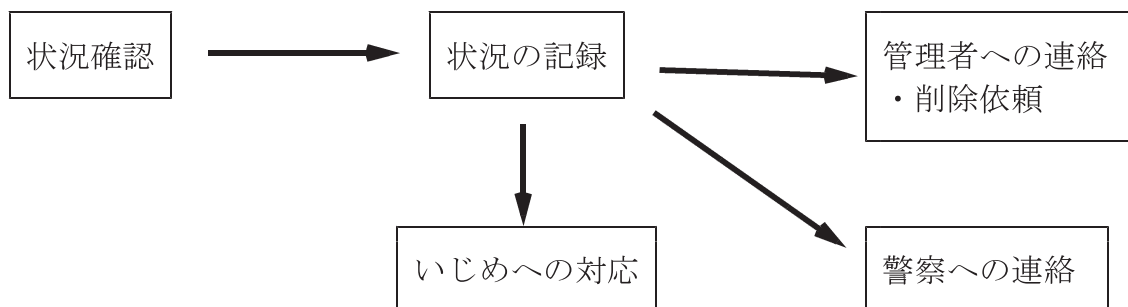 状況確認
状況の記録
管理者への連絡
・削除依頼
いじめへの対応
警察への連絡